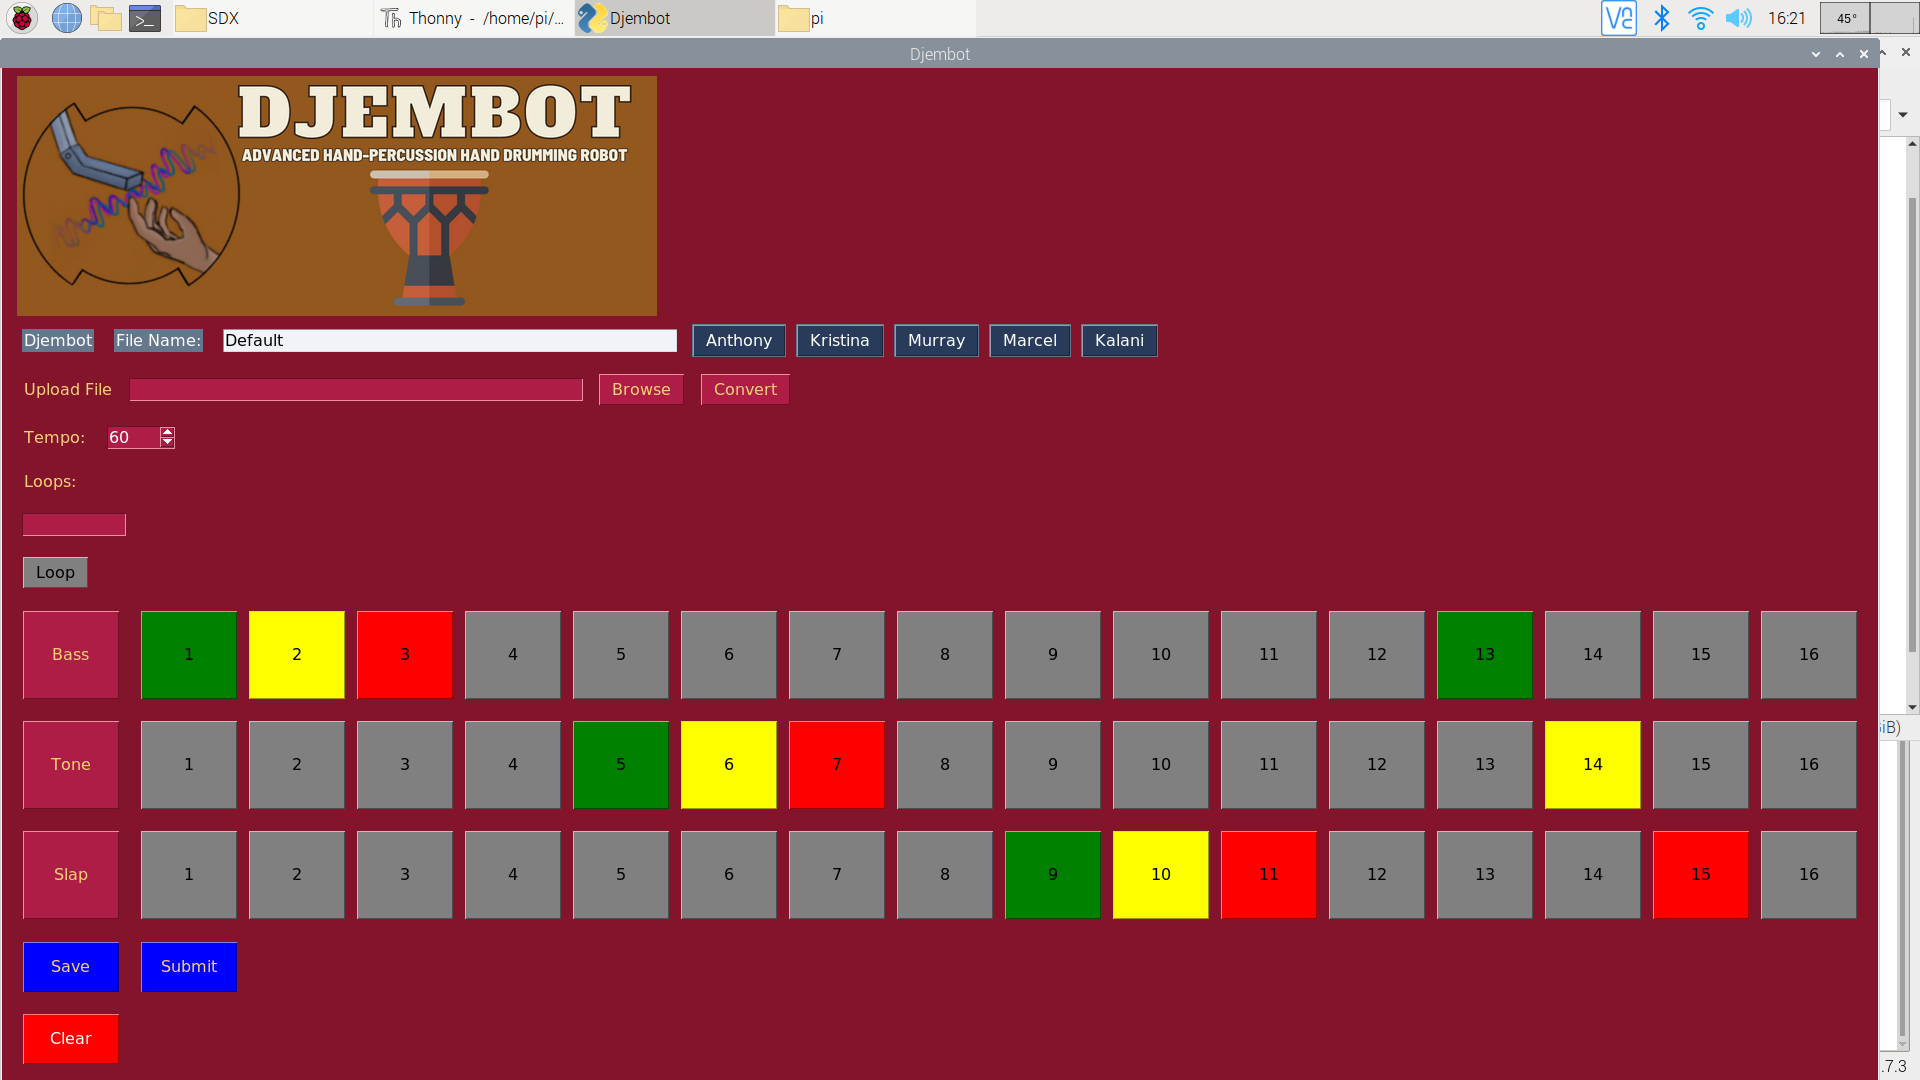 SDX
Thonny - /home/pi/...
Djembot
pi
16:21
45°
Djembot
DJEMBOT
ADVANCED HAND-PERCUSSION HAND DRUMMING ROBOT
Djembot File Name: Default Anthony Kristina Murray Marcel Kalani
Upload File Browse Convert
Tempo: 60
Loops:
Loop
Bass 1 2 3 4 5 6 7 8 9 10 11 12 13 14 15 16
iB)
Tone 1 2 3 4 5 6 7 8 9 10 11 12 13 14 15 16
Slap 1 2 3 4 5 6 7 8 9 10 11 12 13 14 15 16
Save Submit
Clear
.7.3